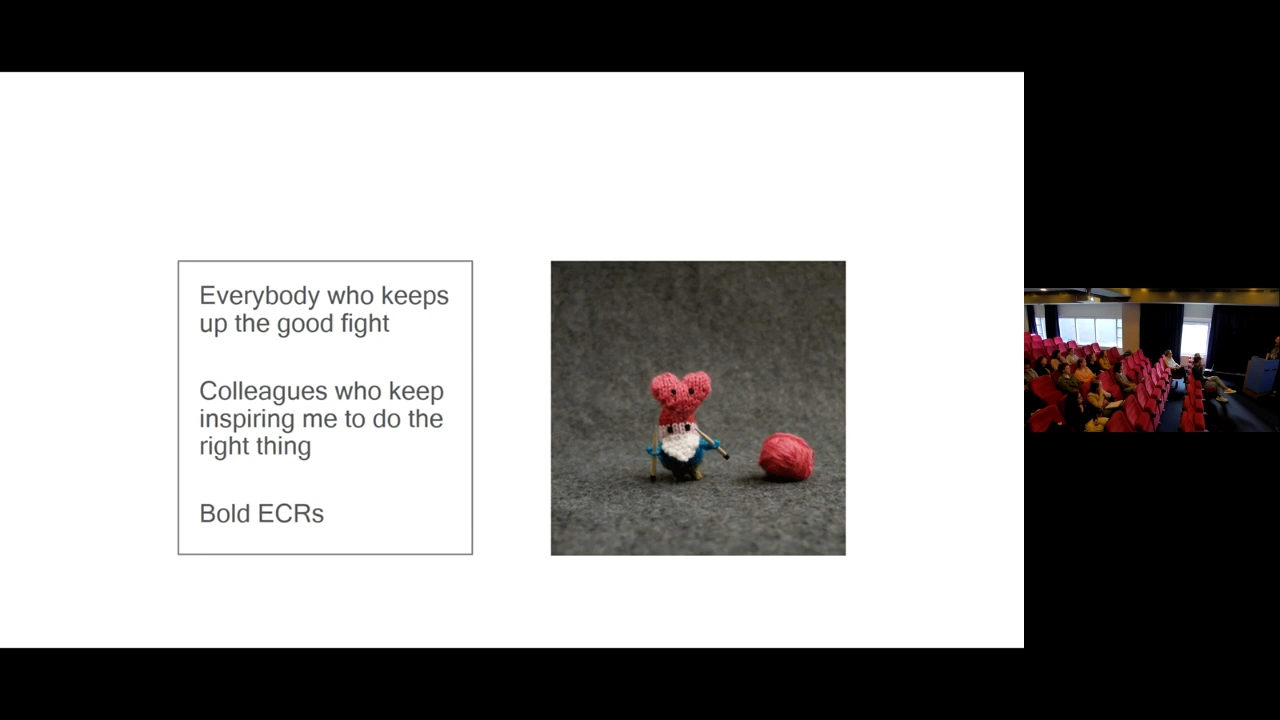 Everybody who keeps
up the good fight
Colleagues who keep
inspiring me to do the
right thing
Bold ECRs